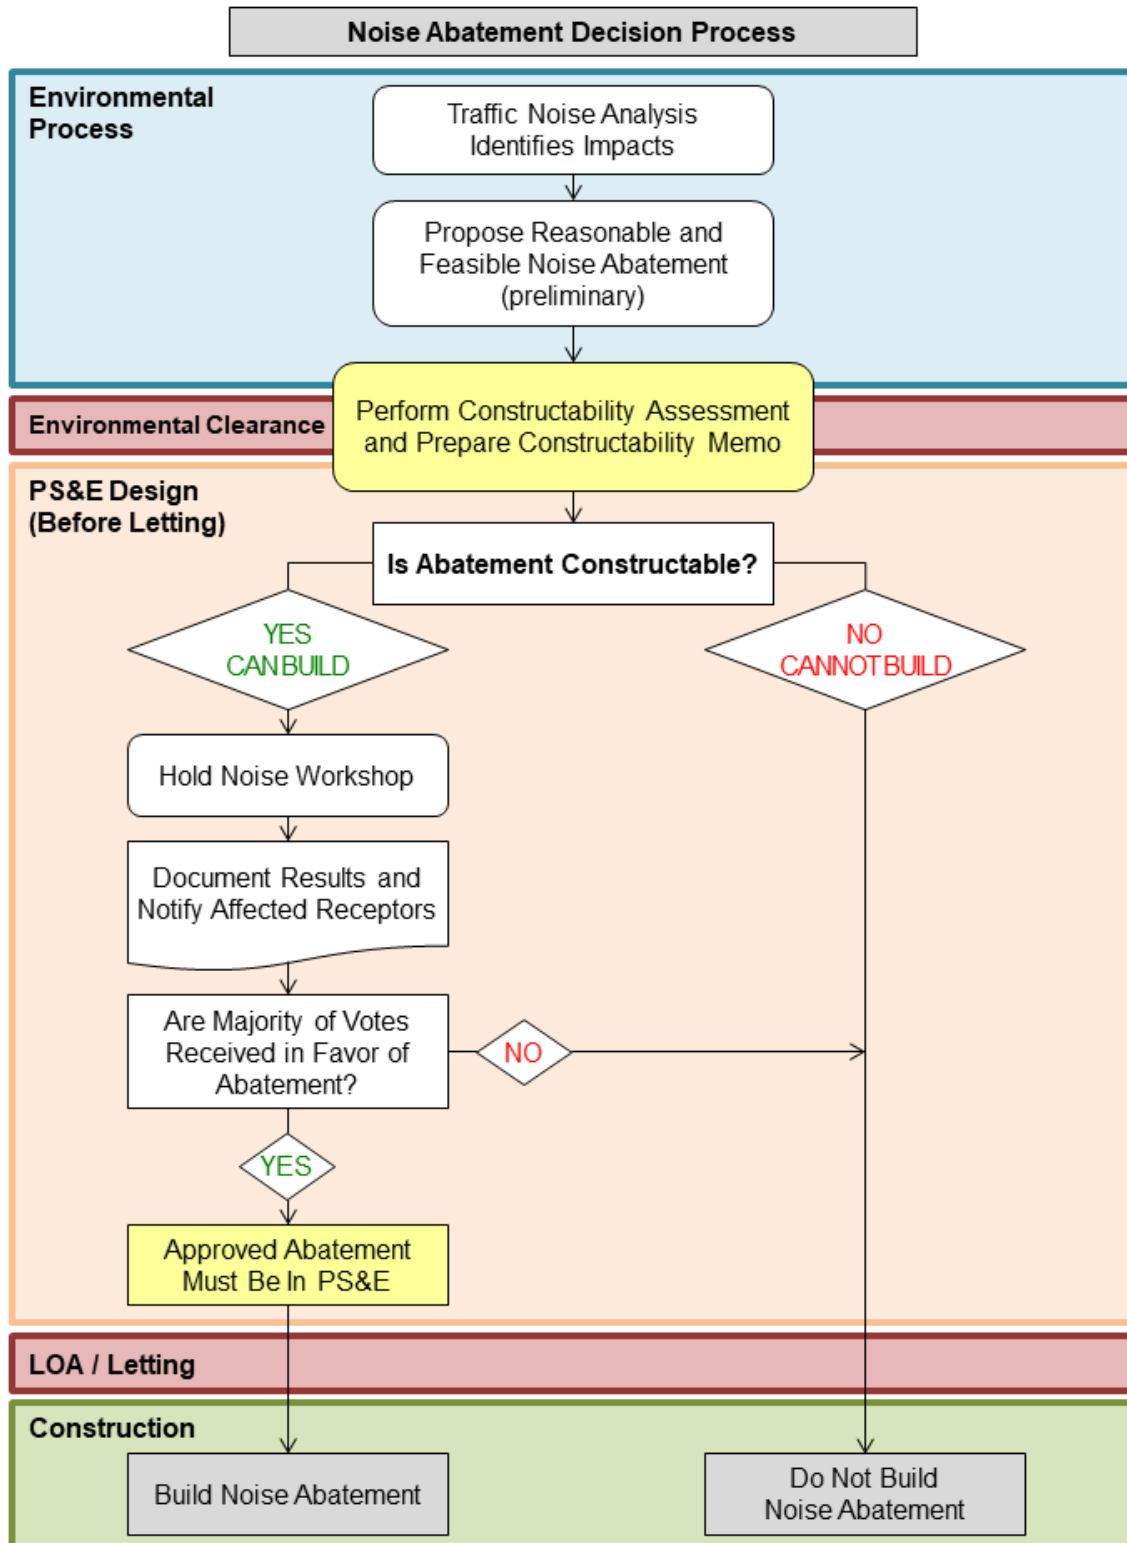 Noise Abatement Decision Process
Environmental
Process
Traffic Noise Analysis
Identifies Impacts
Propose Reasonable and
Feasible Noise Abatement
(preliminary)
Perform Constructability Assessment
and Prepare Constructability Memo
Environmental Clearance
PS&E Design
(Before Letting)
Is Abatement Constructable?
YES
CAN BUILD
NO
CANNOT BUILD
Hold Noise Workshop
Document Results and
Notify Affected Receptors
Are Majority of Votes
Received in Favor of
Abatement?
NO
YES
Approved Abatement
Must Be In PS&E
LOA / Letting
Construction
Build Noise Abatement
Do Not Build
Noise Abatement